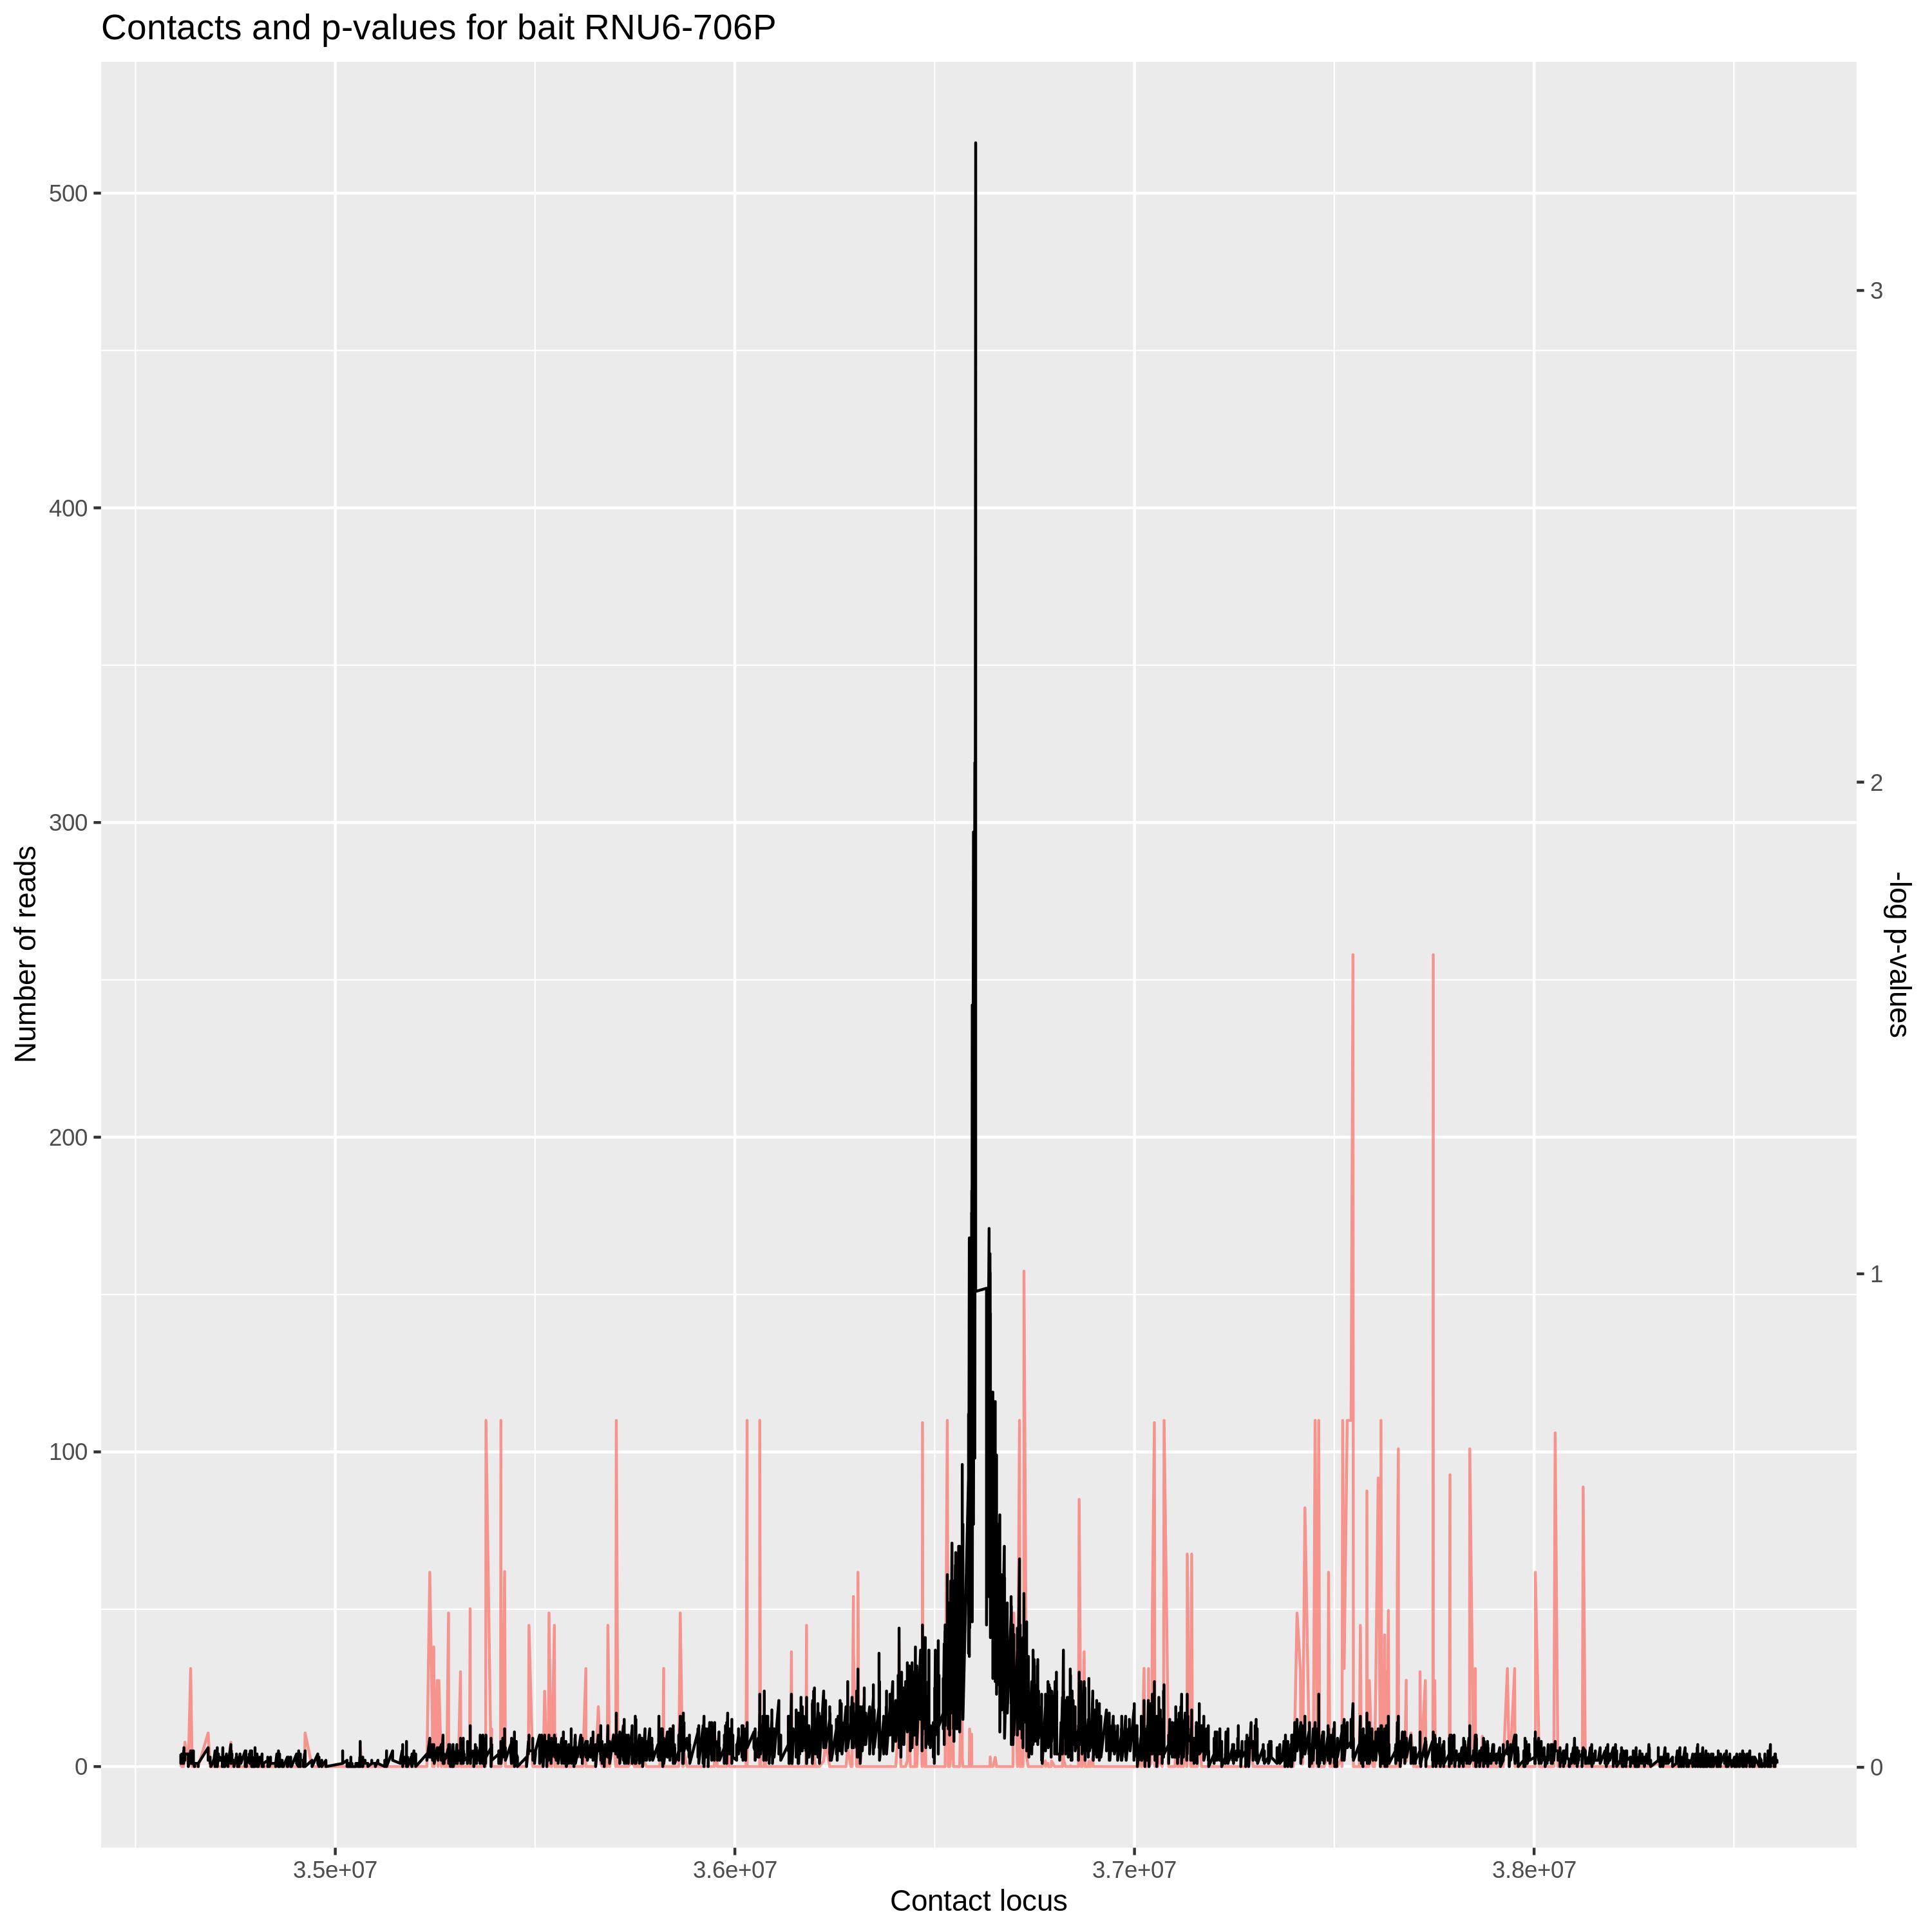 Contacts and p-values for bait RNU6-706P
500
400
300
200
100
0
Number of reads
3
2
1
0
-log p-values
3.5e+07
3.6e+07
3.7e+07
3.8e+07
Contact locus